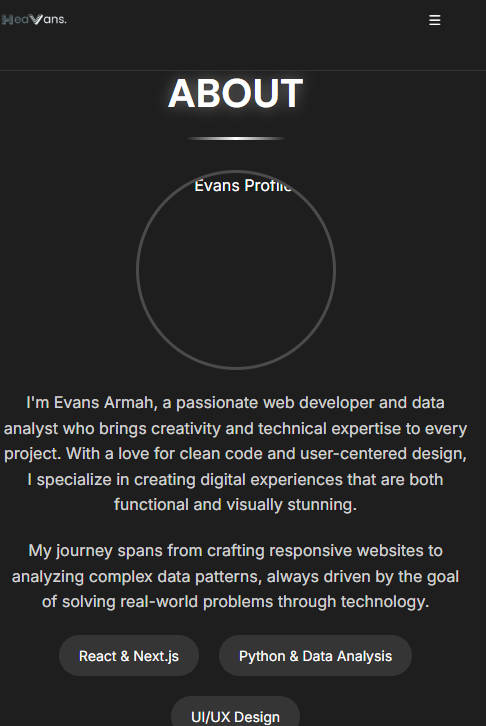 HeaVans.
☰
ABOUT
Evans Profile
I'm Evans Armah, a passionate web developer and data
analyst who brings creativity and technical expertise to every
project. With a love for clean code and user-centered design,
I specialize in creating digital experiences that are both
functional and visually stunning.
My journey spans from crafting responsive websites to
analyzing complex data patterns, always driven by the goal
of solving real-world problems through technology.
React & Next.js
Python & Data Analysis
UI/UX Design